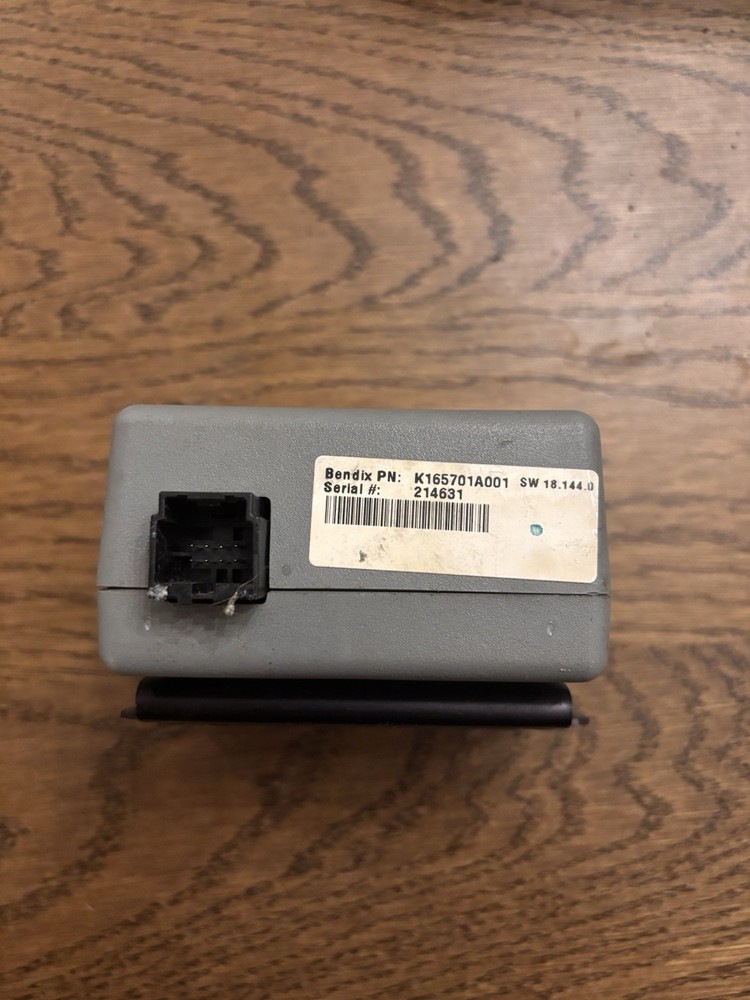 Bendix PN: K165701A001 SW 18.144.0
Serial #: 214631